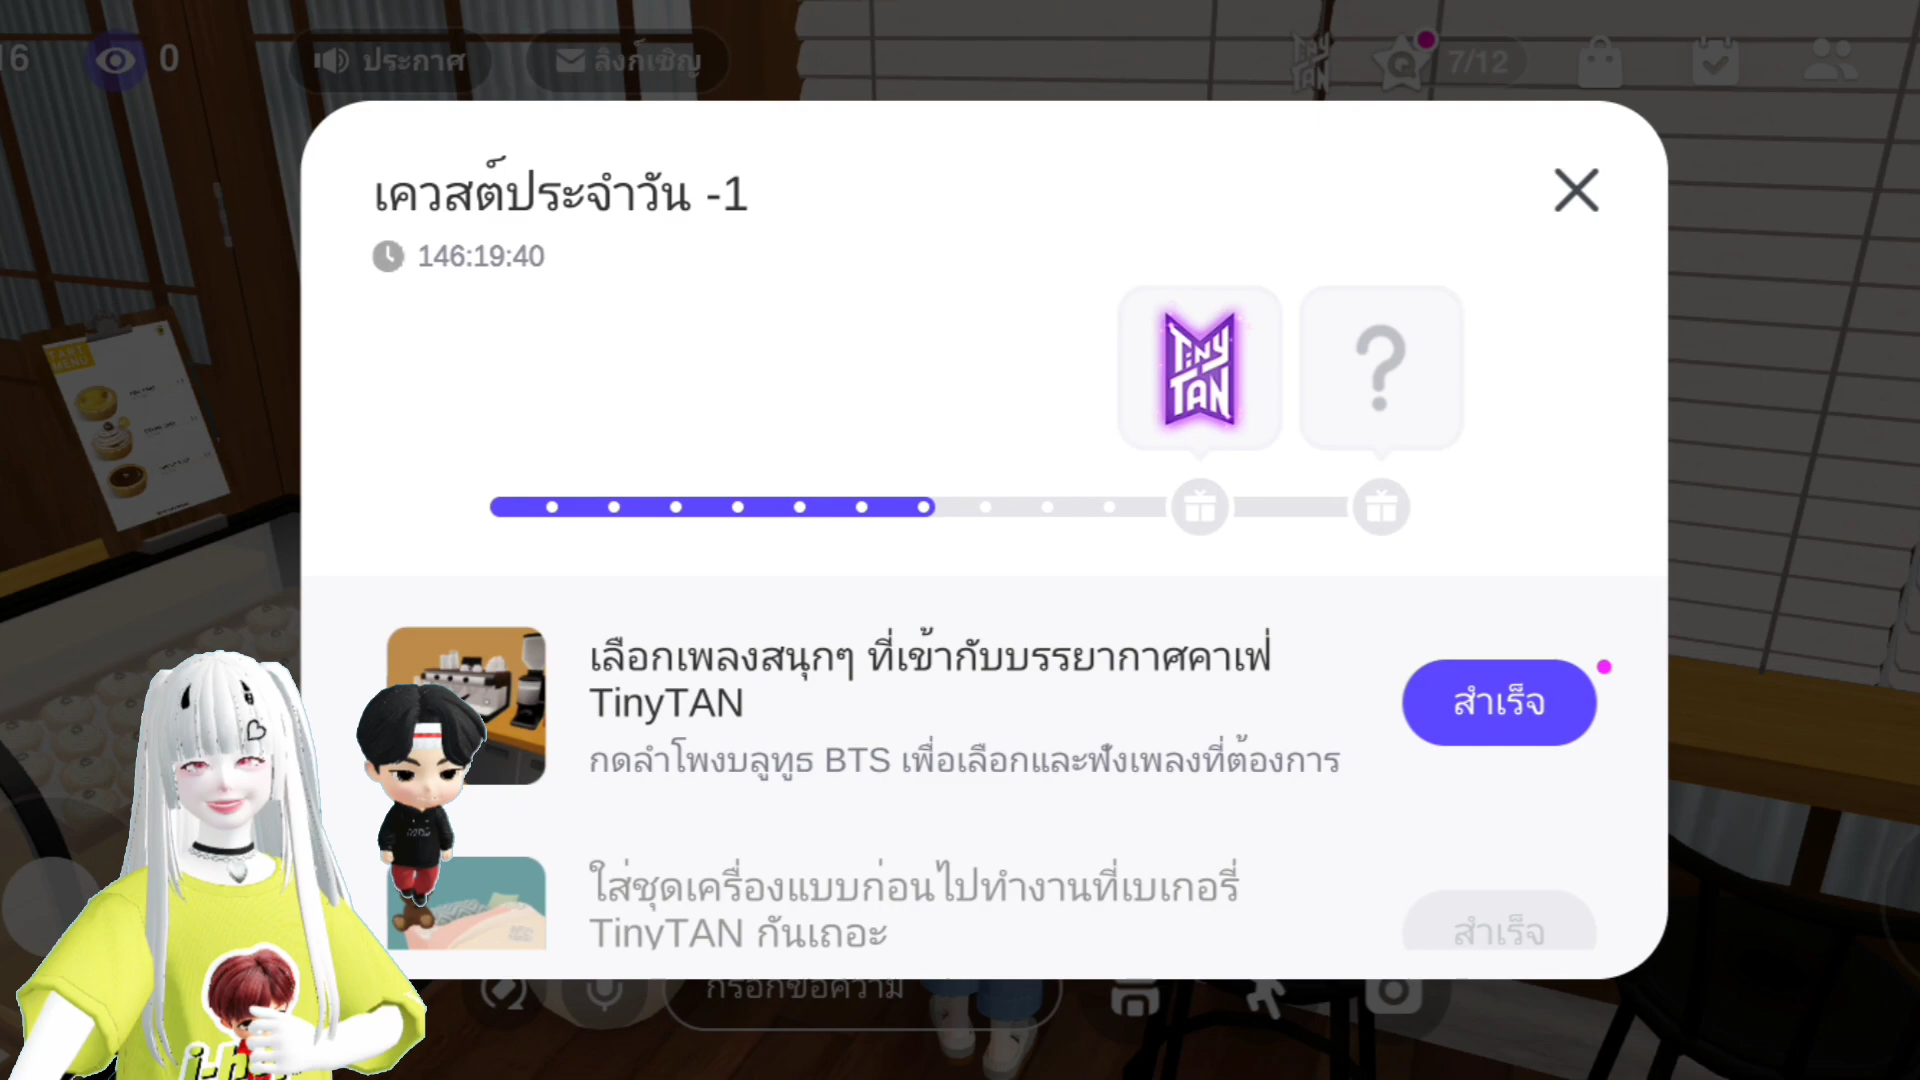 16
0
ประกาศ
ลิงก์เชิญ
TINY
TAN
Q
7/12
เควสต์ประจำวัน -1
146:19:40
TINY
TAN
?
TART
MENU
เลือกเพลงสนุกๆ ที่เข้ากับบรรยากาศคาเฟ่
TinyTAN
กดลำโพงบลูทูธ BTS เพื่อเลือกและฟังเพลงที่ต้องการ
สำเร็จ
ใส่ชุดเครื่องแบบก่อนไปทำงานที่เบเกอรี่
TinyTAN กันเถอะ
สำเร็จ
กรอกข้อความ